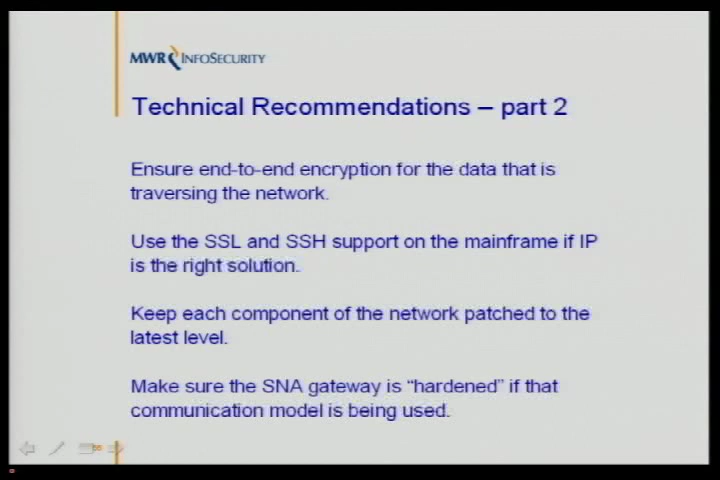 MWR INFOSECURITY
Technical Recommendations – part 2
Ensure end-to-end encryption for the data that is
traversing the network.
Use the SSL and SSH support on the mainframe if IP
is the right solution.
Keep each component of the network patched to the
latest level.
Make sure the SNA gateway is “hardened” if that
communication model is being used.